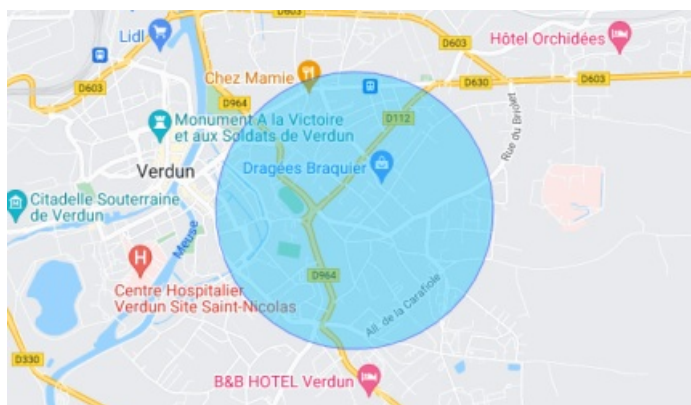 Lidl
D603
Hôtel Orchidées
D603
Chez Mamie
D630
D603
D964
Monument A la Victoire
et aux Soldats de Verdun
D112
Rue du Briolet
Verdun
Dragées Braquier
Citadelle Souterraine
de Verdun
Meuse
H
Centre Hospitalier
Verdun Site Saint-Nicolas
D964
All. de la Carafiole
D330
B&B HOTEL Verdun